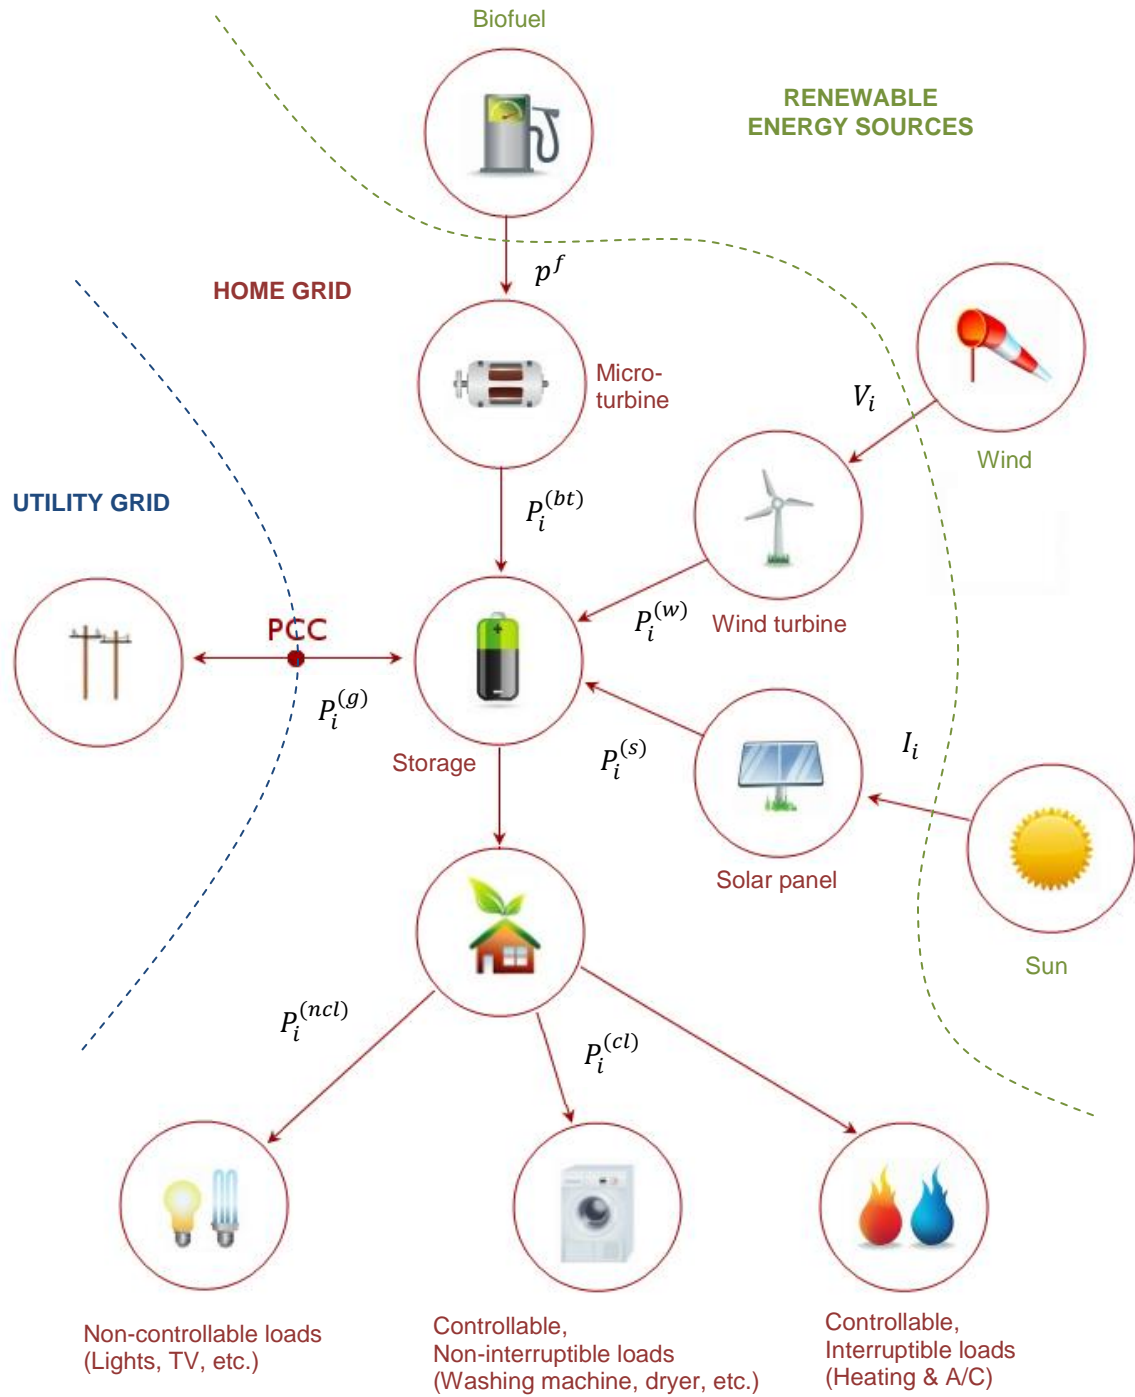 Biofuel
RENEWABLE
ENERGY SOURCES
p^f
HOME GRID
Micro-
turbine
V_i
Wind
UTILITY GRID
P_i^{(bt)}
PCC
P_i^{(w)}
Wind turbine
P_i^{(g)}
Storage
P_i^{(s)}
I_i
Solar panel
Sun
P_i^{(ncl)}
P_i^{(cl)}
Non-controllable loads
(Lights, TV, etc.)
Controllable,
Non-interruptible loads
(Washing machine, dryer, etc.)
Controllable,
Interruptible loads
(Heating & A/C)